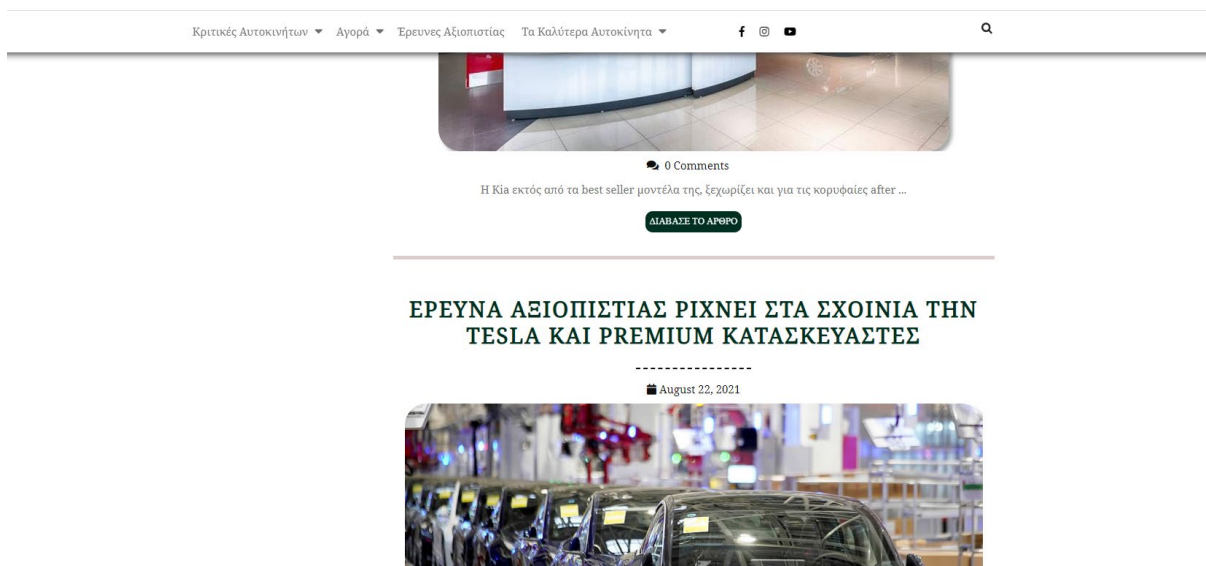 Κριτικές Αυτοκινήτων Αγορά Έρευνες Αξιοπιστίας Τα Καλύτερα Αυτοκίνητα
0 Comments
Η Kia εκτός από τα best seller μοντέλα της, ξεχωρίζει και για τις κορυφαίες after ...
ΔΙΑΒΑΣΕ ΤΟ ΑΡΘΡΟ
ΕΡΕΥΝΑ ΑΞΙΟΠΙΣΤΙΑΣ ΡΙΧΝΕΙ ΣΤΑ ΣΧΟΙΝΙΑ ΤΗΝ
TESLA ΚΑΙ PREMIUM ΚΑΤΑΣΚΕΥΑΣΤΕΣ
-----------------
August 22, 2021